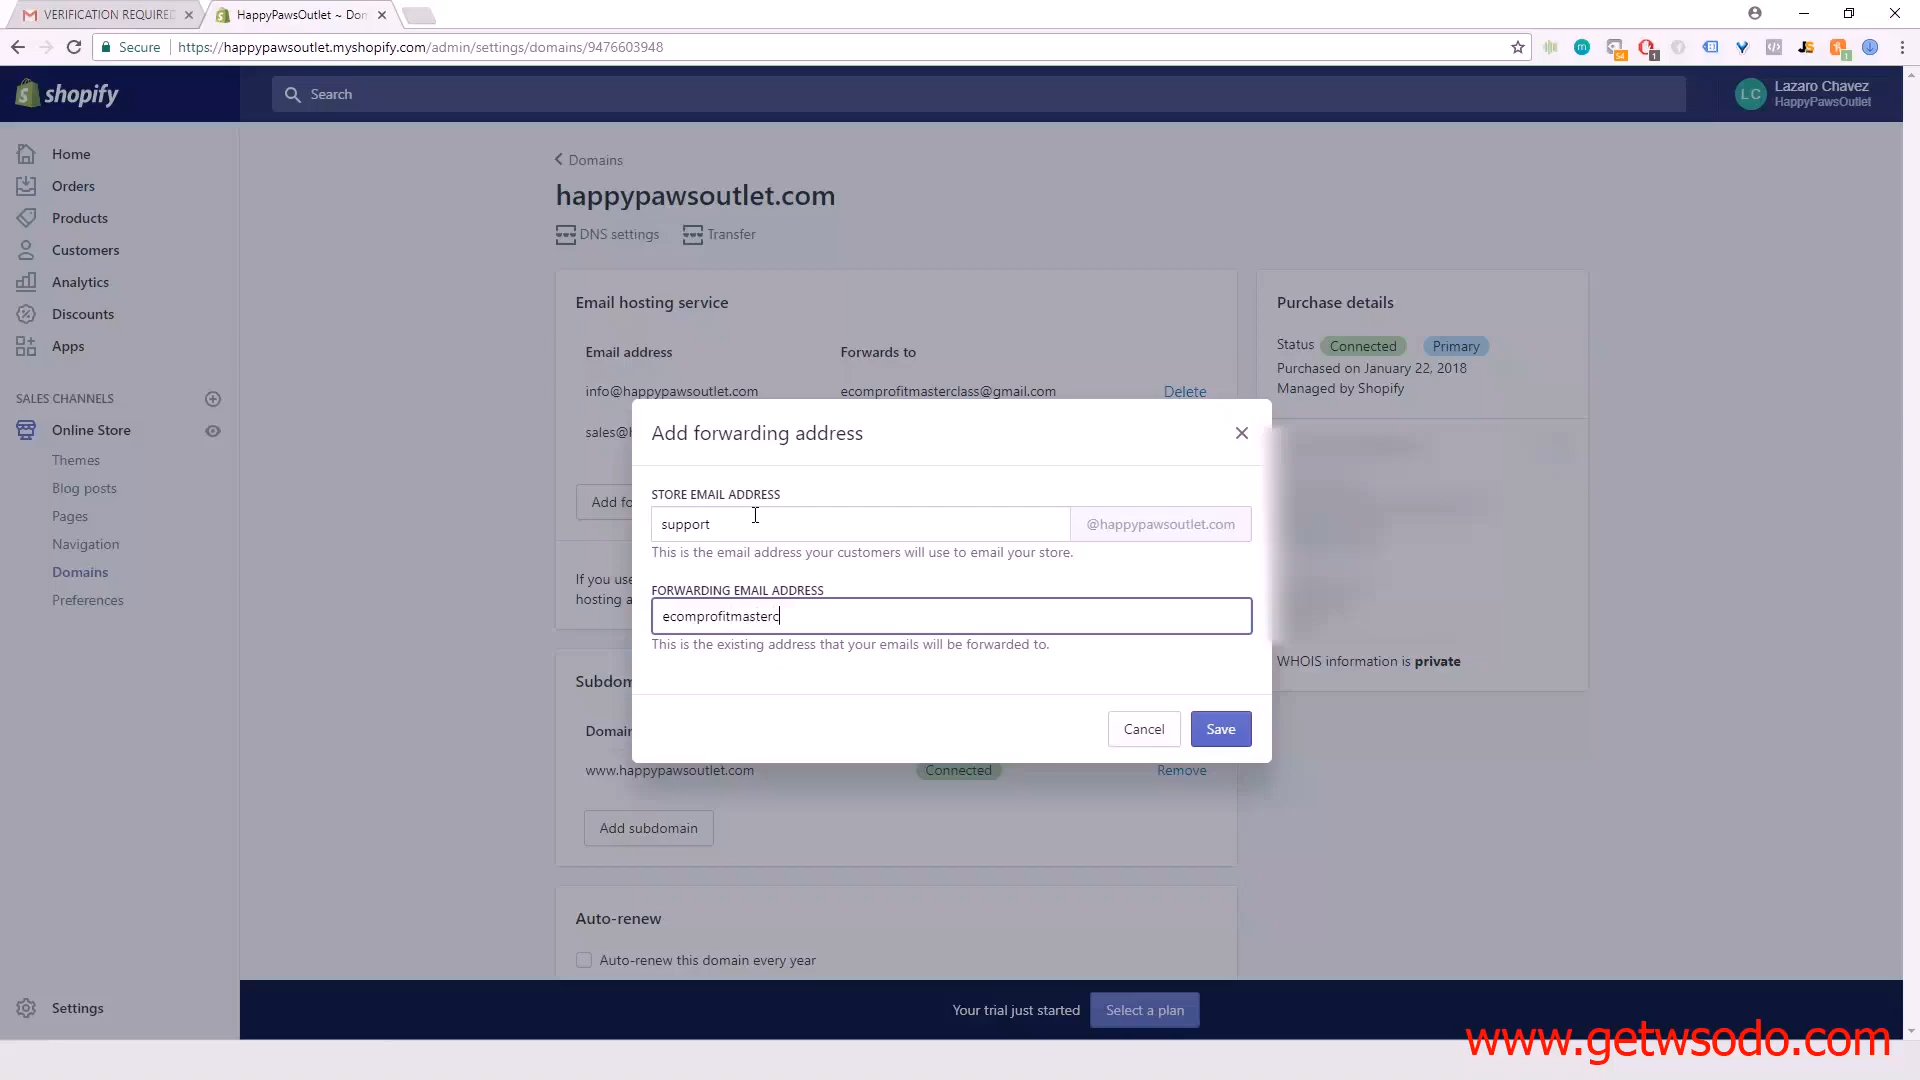 VERIFICATION REQUIRE
HappyPawsOutlet ~ Do
Secure
https://happypawsoutlet.myshopify.com/admin/settings/domains/9476603948
shopify
Search
LC
Lazaro Chavez
HappyPawsOutlet
Home
Orders
Products
Customers
Analytics
Discounts
Apps
SALES CHANNELS
Online Store
Themes
Blog posts
Pages
Navigation
Domains
Preferences
Settings
Domains
happypawsoutlet.com
DNS settings
Transfer
Email hosting service
Email address
Forwards to
info@happypawsoutlet.com
ecomprofitmasterclass@gmail.com
Delete
sales@
Add fo
If you use
hosting a
Add forwarding address
STORE EMAIL ADDRESS
support
@happypawsoutlet.com
This is the email address your customers will use to email your store.
FORWARDING EMAIL ADDRESS
ecomprofitmasterc
This is the existing address that your emails will be forwarded to.
Cancel
Save
Subdom
Domai
www.happypawsoutlet.com
Connected
Remove
Add subdomain
Auto-renew
Auto-renew this domain every year
Purchase details
Status
Connected
Primary
Purchased on January 22, 2018
Managed by Shopify
WHOIS information is private
Your trial just started
Select a plan
www.getwsodo.com